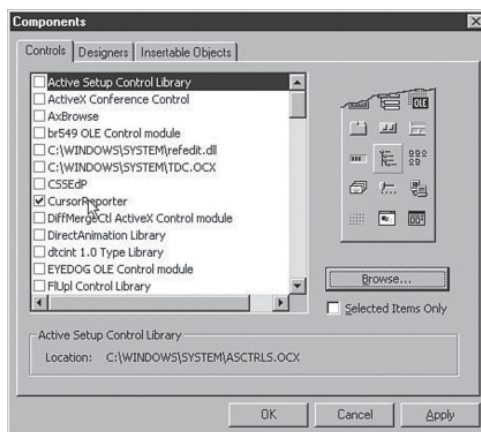 Components
Controls Designers Insertable Objects
Active Setup Control Library
ActiveX Conference Control
AxBrowse
br549 OLE Control module
C:\WINDOWS\SYSTEM\refedit.dll
C:\WINDOWS\SYSTEM\TDC.OCX
CSSEdP
CursorReporter
DiffMergeCtl ActiveX Control module
DirectAnimation Library
dtcint 1.0 Type Library
EYEDOG OLE Control module
FlUpl Control Library
OLE
Browse...
Selected Items Only
Active Setup Control Library
Location: C:\WINDOWS\SYSTEM\ASCTRLS.OCX
OK Cancel Apply